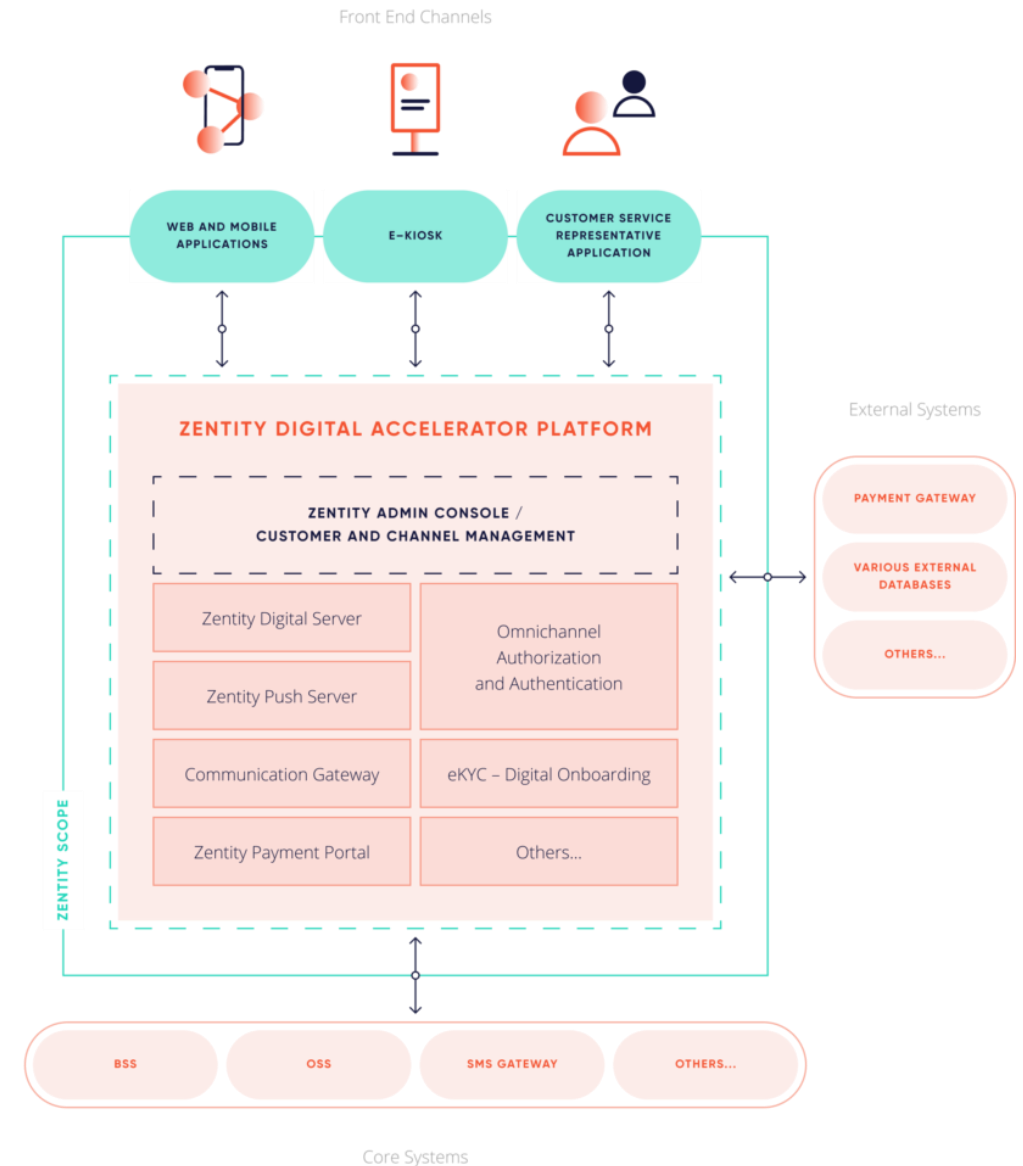 Front End Channels
WEB AND MOBILE
APPLICATIONS
E–KIOSK
CUSTOMER SERVICE
REPRESENTATIVE
APPLICATION
ZENTITY DIGITAL ACCELERATOR PLATFORM
ZENTITY ADMIN CONSOLE /
CUSTOMER AND CHANNEL MANAGEMENT
Zentity Digital Server
Omnichannel
Authorization
and Authentication
Zentity Push Server
Communication Gateway
eKYC – Digital Onboarding
Zentity Payment Portal
Others...
External Systems
PAYMENT GATEWAY
VARIOUS EXTERNAL
DATABASES
OTHERS...
ZENTITY SCOPE
BSS
OSS
SMS GATEWAY
OTHERS...
Core Systems